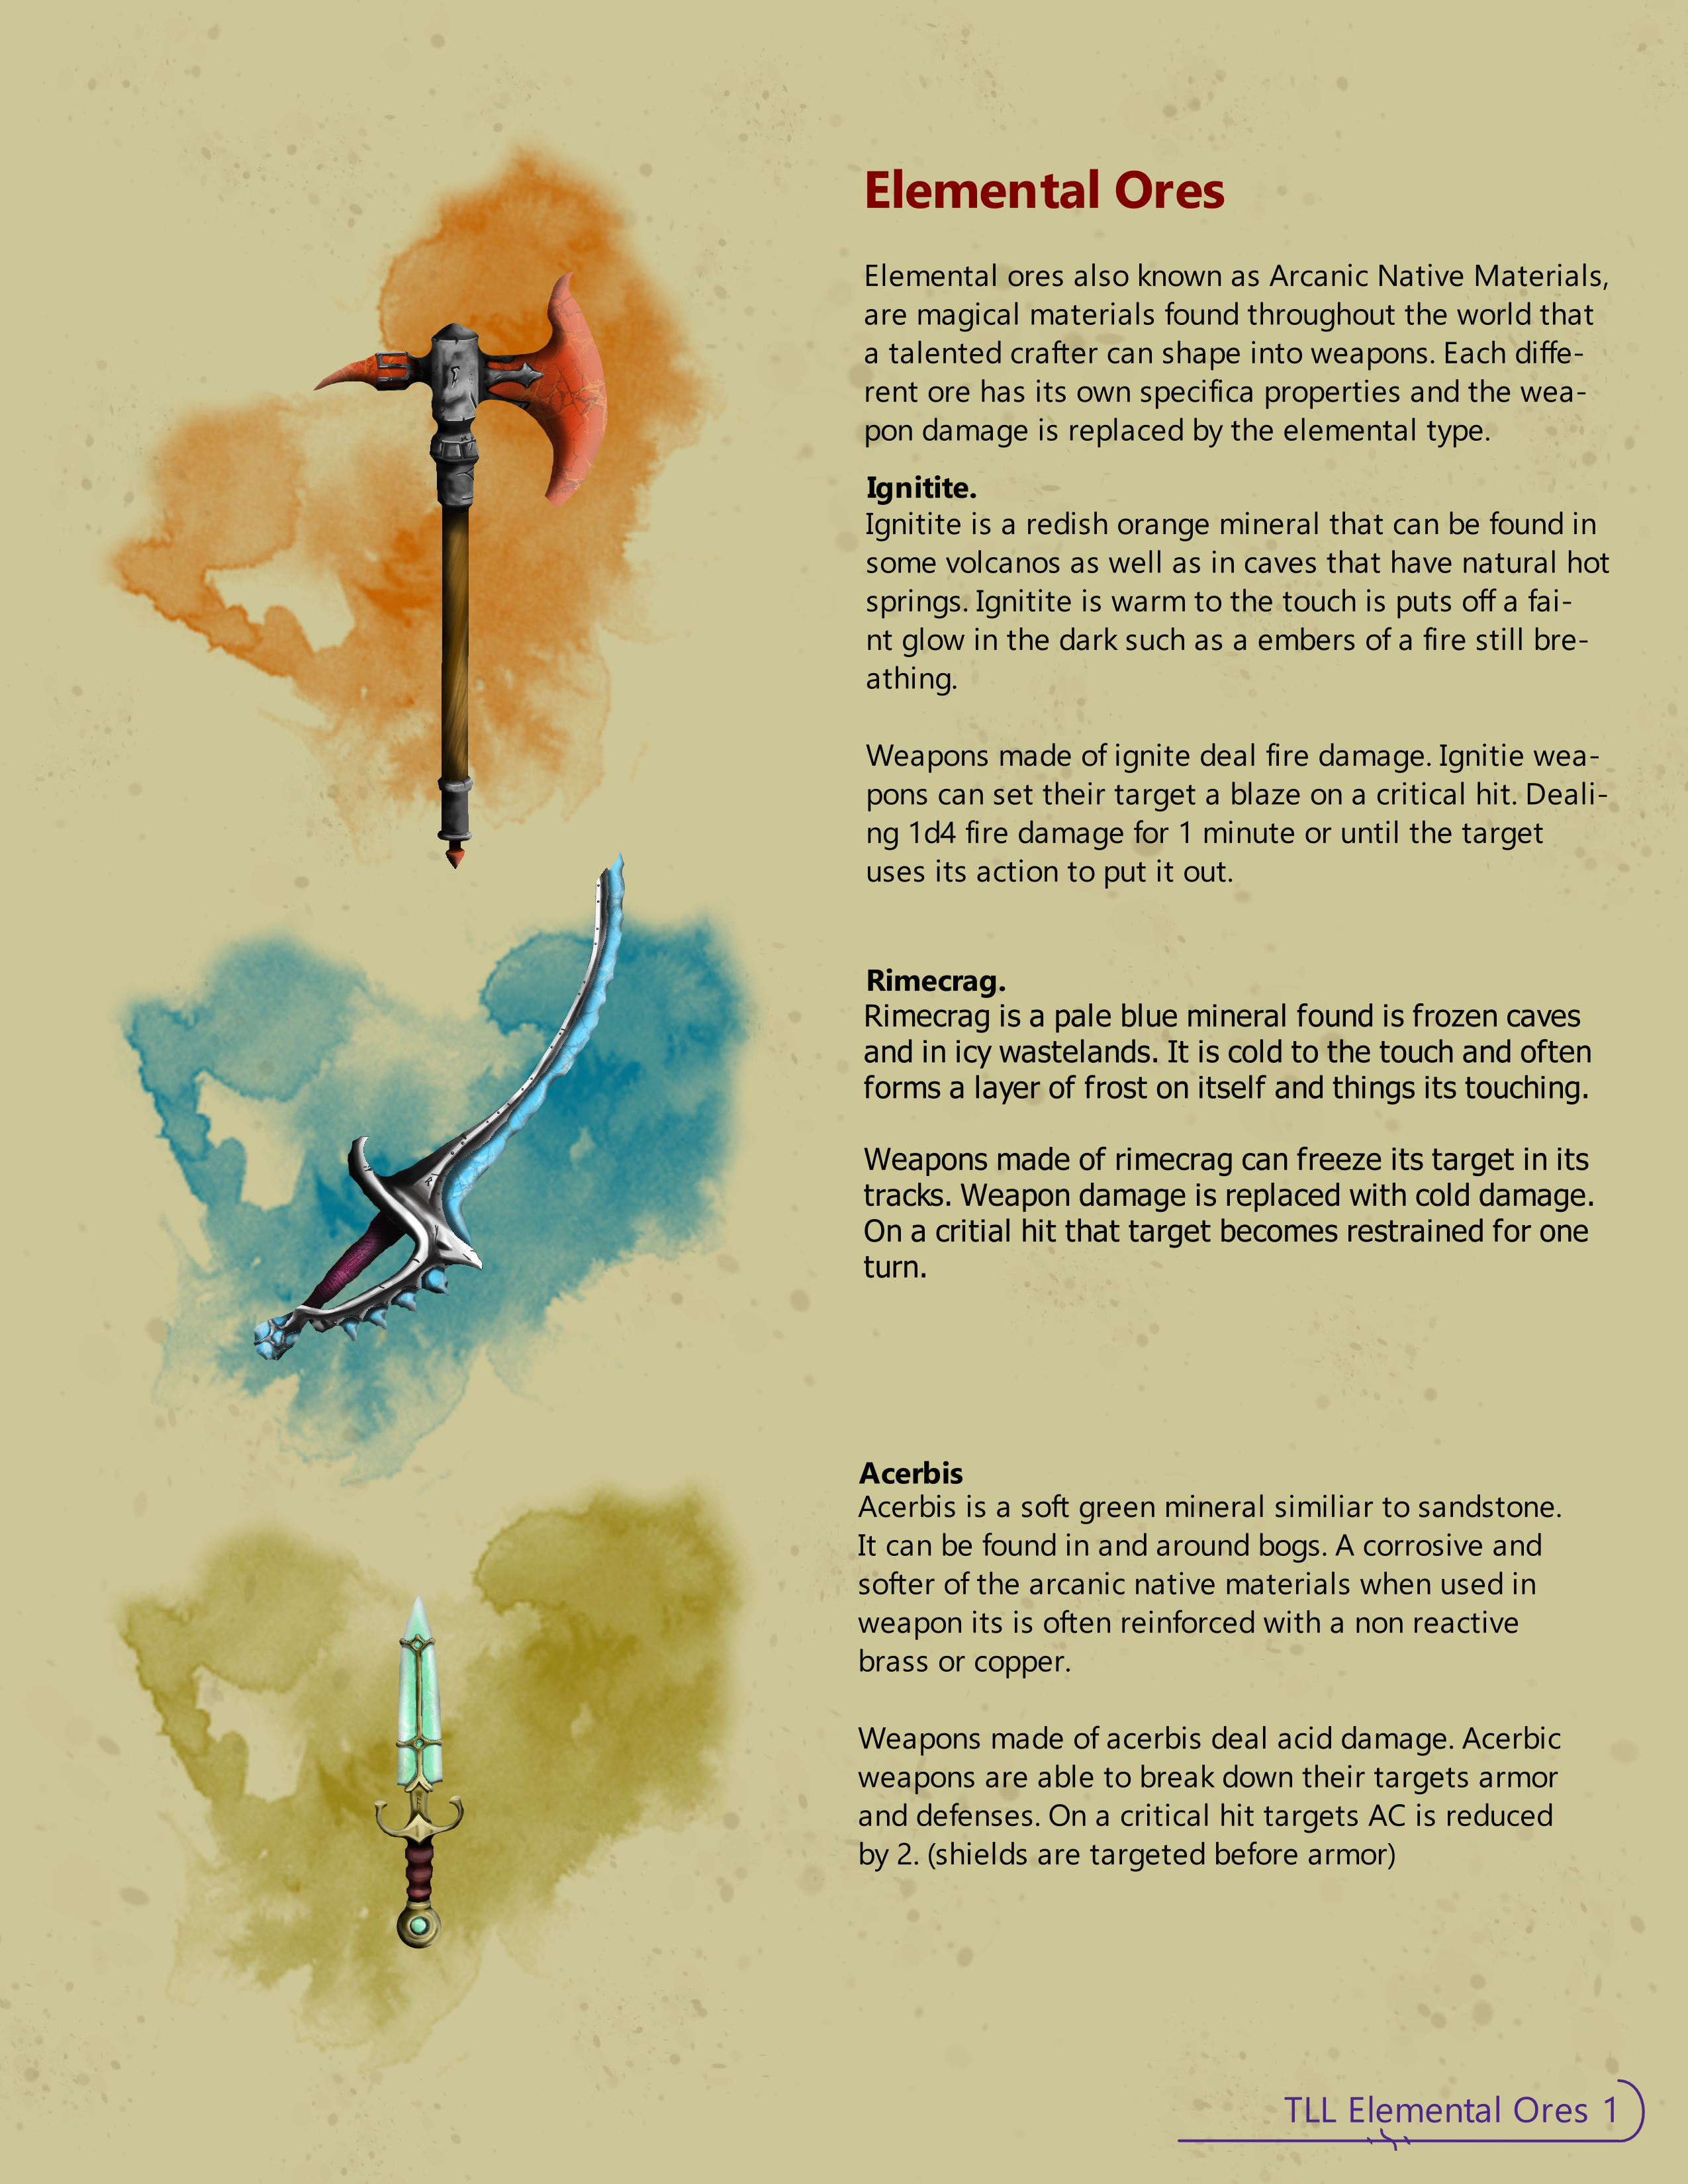 Elemental Ores
Elemental ores also known as Arcanic Native Materials,
are magical materials found throughout the world that
a talented crafter can shape into weapons. Each diffe-
rent ore has its own specifica properties and the wea-
pon damage is replaced by the elemental type.
Ignitite.
Ignitite is a redish orange mineral that can be found in
some volcanos as well as in caves that have natural hot
springs. Ignitite is warm to the touch is puts off a fai-
nt glow in the dark such as a embers of a fire still bre-
athing.
Weapons made of ignite deal fire damage. Ignitie wea-
pons can set their target a blaze on a critical hit. Deali-
ng 1d4 fire damage for 1 minute or until the target
uses its action to put it out.
Rimecrag.
Rimecrag is a pale blue mineral found is frozen caves
and in icy wastelands. It is cold to the touch and often
forms a layer of frost on itself and things its touching.
Weapons made of rimecrag can freeze its target in its
tracks. Weapon damage is replaced with cold damage.
On a critial hit that target becomes restrained for one
turn.
Acerbis
Acerbis is a soft green mineral similiar to sandstone.
It can be found in and around bogs. A corrosive and
softer of the arcanic native materials when used in
weapon its is often reinforced with a non reactive
brass or copper.
Weapons made of acerbis deal acid damage. Acerbic
weapons are able to break down their targets armor
and defenses. On a critical hit targets AC is reduced
by 2. (shields are targeted before armor)
TLL Elemental Ores 1